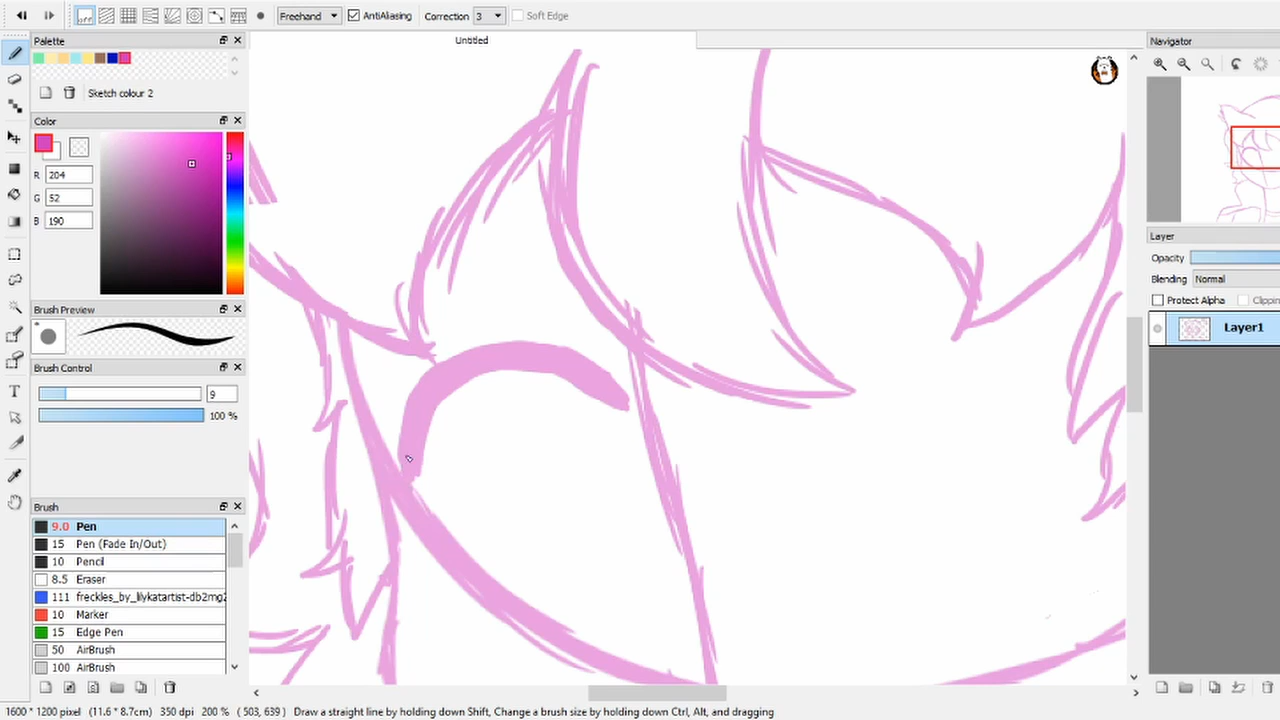 off
Freehand
AntiAliasing
Correction 3
Soft Edge
Palette
Untitled
Navigator
Sketch colour 2
Color
R 204
G 52
B 190
Layer
Opacity
Blending Normal
Protect Alpha
Clippin
Layer1
Brush Preview
Brush Control
9
100 %
Brush
9.0 Pen
15 Pen (Fade In/Out)
10 Pencil
8.5 Eraser
111 freckles_by_lilykatartist-db2mg2
10 Marker
15 Edge Pen
50 AirBrush
100 AirBrush
1600 * 1200 pixel (11.6 * 8.7cm) 350 dpi 200 % ( 503, 639 ) Draw a straight line by holding down Shift, Change a brush size by holding down Ctrl, Alt, and dragging